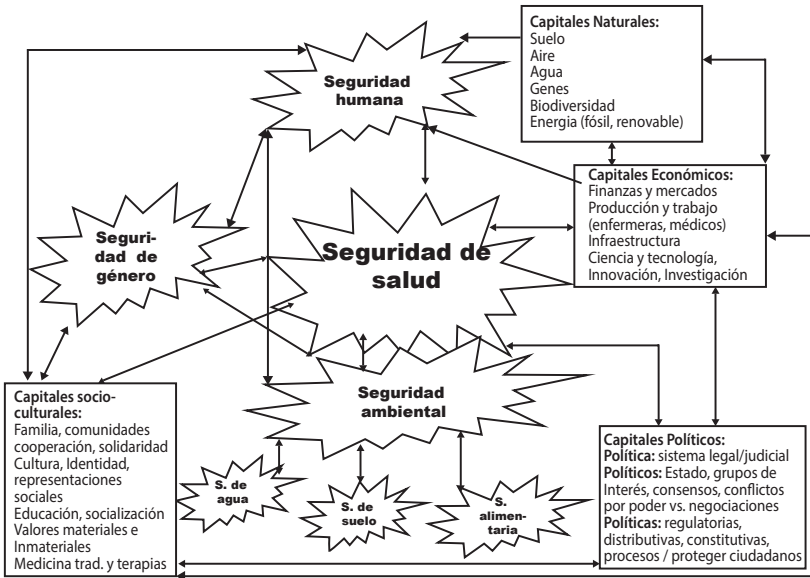 Capitales Naturales:
Suelo
Aire
Agua
Genes
Biodiversidad
Energia (fósil, renovable)
Seguridad
humana
Capitales Económicos:
Finanzas y mercados
Producción y trabajo
(enfermeras, médicos)
Infraestructura
Ciencia y tecnología,
Innovación, Investigación
Seguri-
dad de
género
Seguridad de
salud
Seguridad
ambiental
Capitales socio-
culturales:
Familia, comunidades
cooperación, solidaridad
Cultura, Identidad,
representaciones
sociales
Educación, socialización
Valores materiales e
Inmateriales
Medicina trad. y terapias
S. de
agua
S. de
suelo
S.
alimen-
taria
Capitales Políticos:
Política: sistema legal/judicial
Políticos: Estado, grupos de
Interés, consensos, conflictos
por poder vs. negociaciones
Políticas: regulatorias,
distributivas, constitutivas,
procesos / proteger ciudadanos